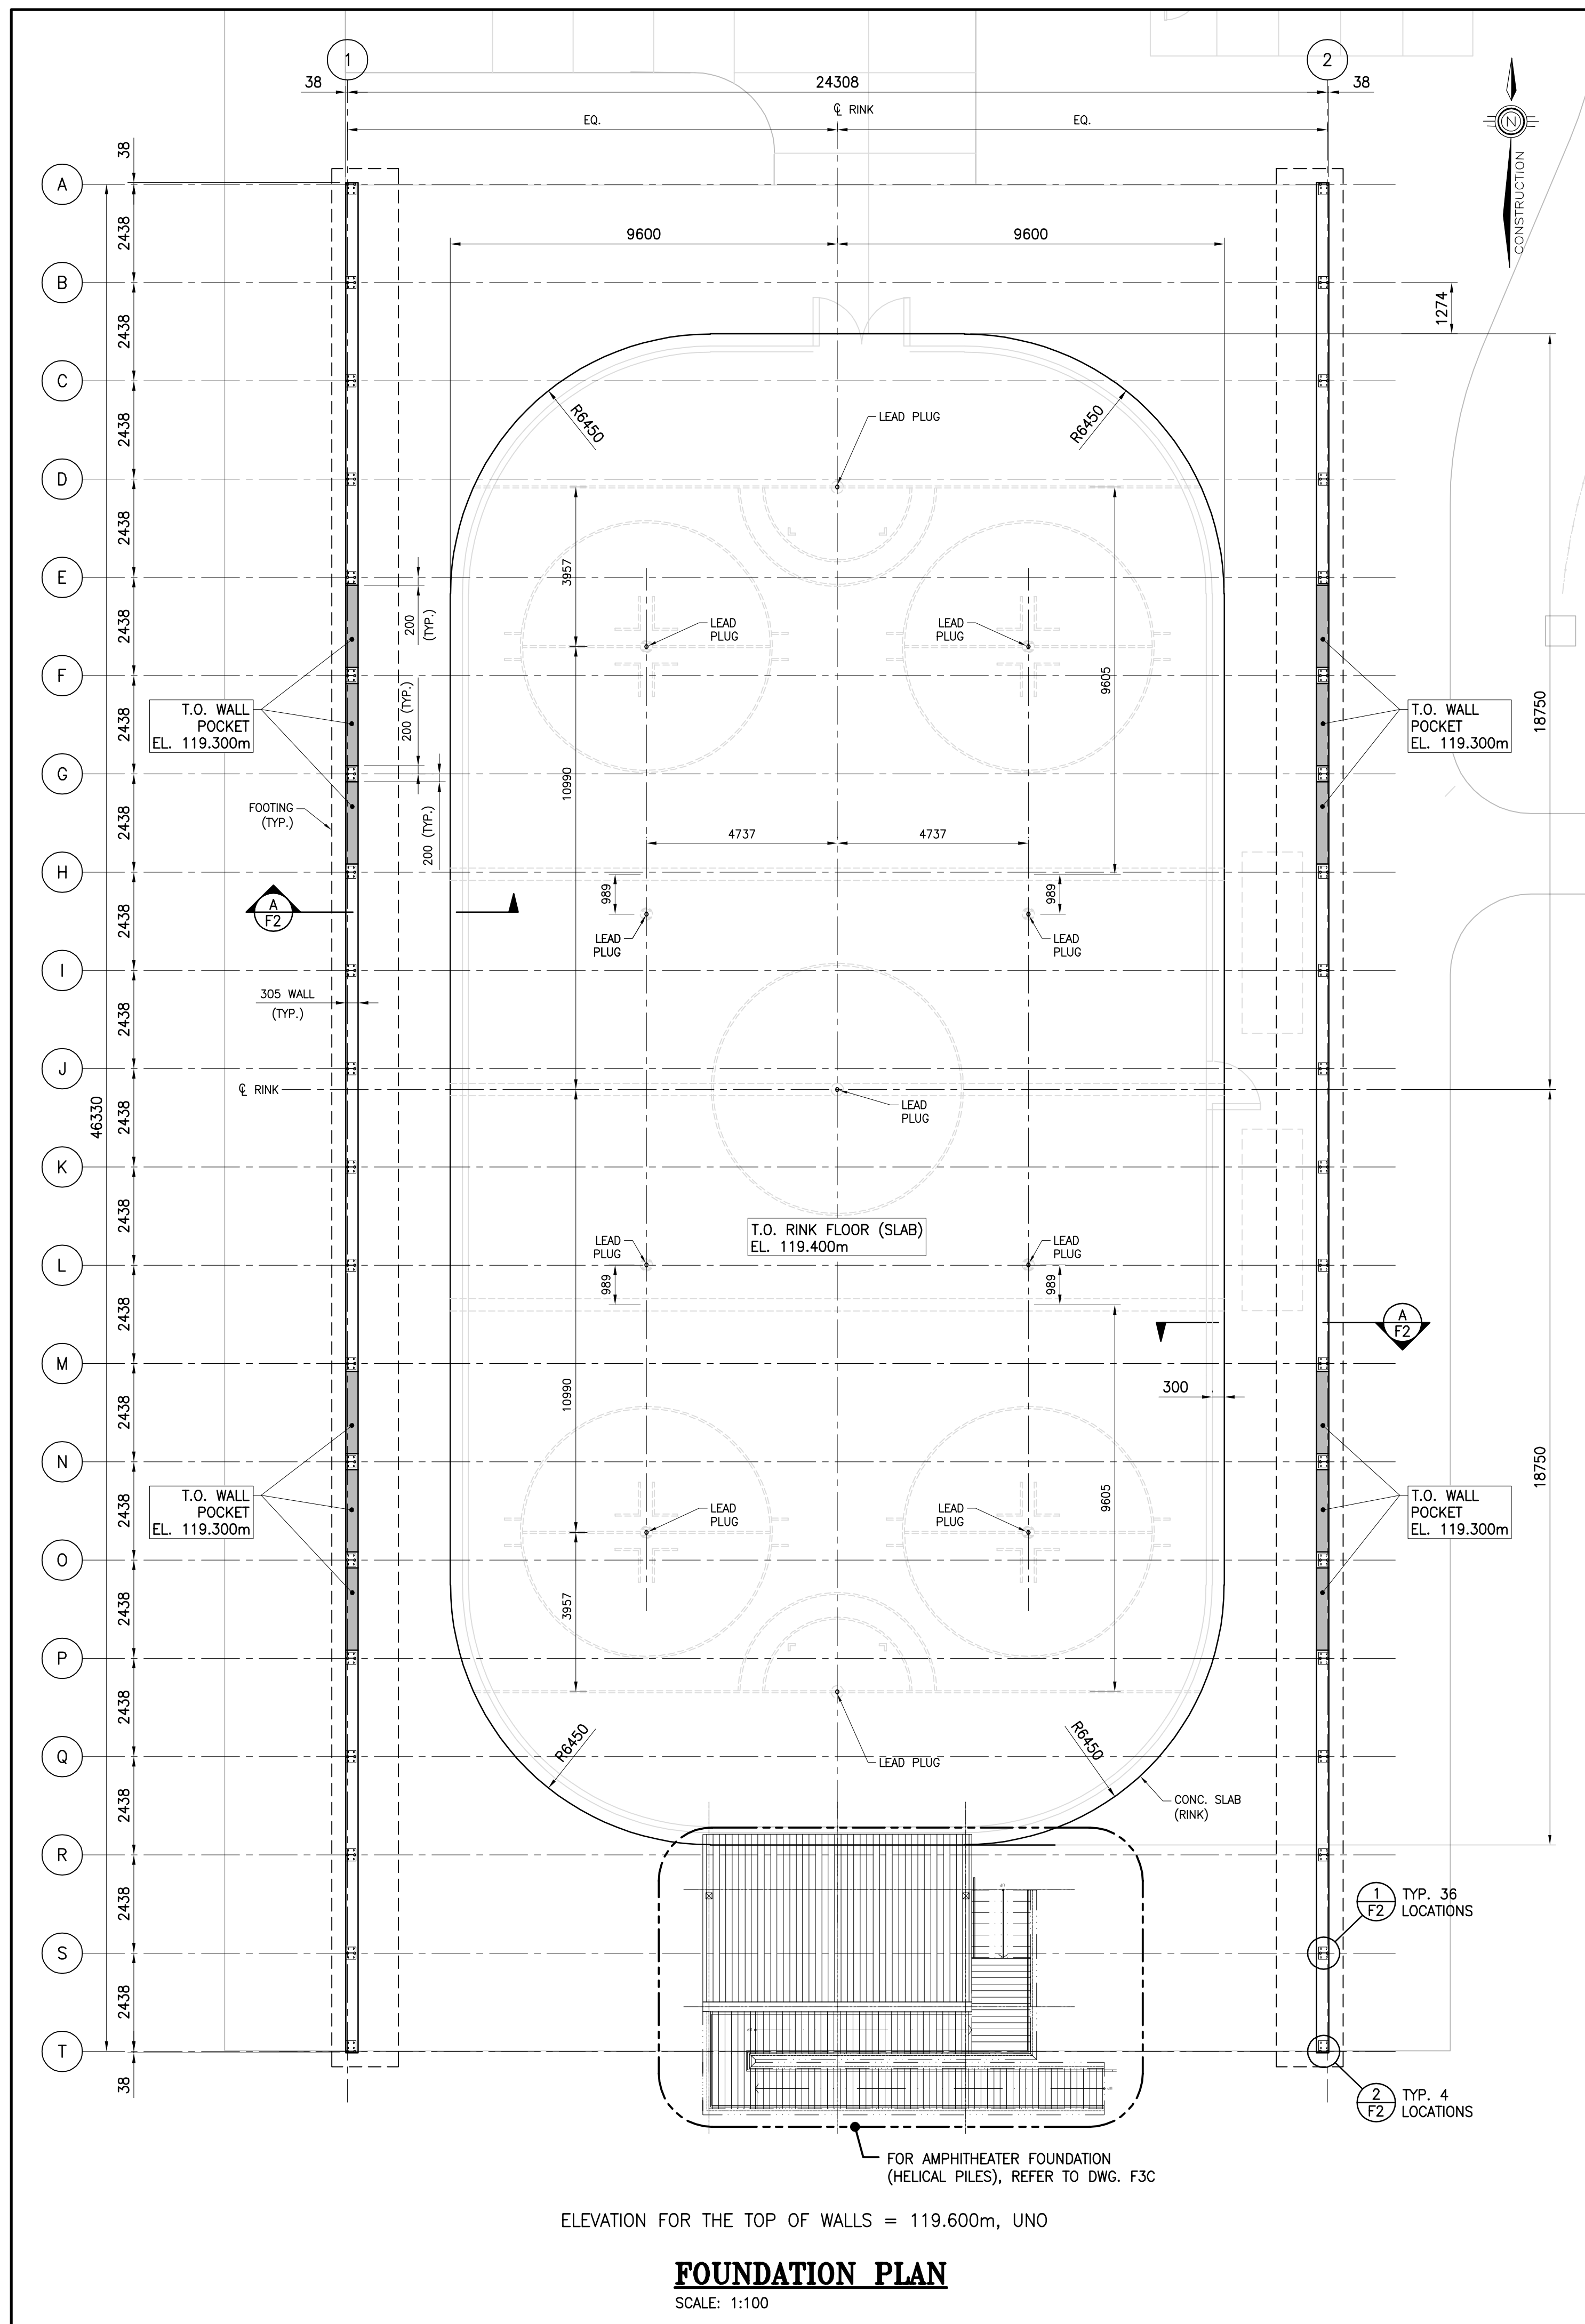 1
2
38
24308
38
℄ RINK
EQ.
EQ.
N
CONSTRUCTION
38
A
2438
9600
9600
B
1274
2438
C
R6450
R6450
LEAD PLUG
2438
D
2438
3957
E
200
(TYP.)
2438
LEAD
PLUG
LEAD
PLUG
9605
F
T.O. WALL
POCKET
EL. 119.300m
200 (TYP.)
2438
T.O. WALL
POCKET
EL. 119.300m
18750
G
10990
FOOTING
(TYP.)
200 (TYP.)
2438
4737
4737
H
989
989
A
F2
2438
LEAD
PLUG
LEAD
PLUG
I
305 WALL
(TYP.)
2438
J
℄ RINK
46330
LEAD
PLUG
2438
K
2438
T.O. RINK FLOOR (SLAB)
EL. 119.400m
LEAD
PLUG
LEAD
PLUG
L
989
989
2438
A
F2
M
10990
300
2438
18750
N
T.O. WALL
POCKET
EL. 119.300m
2438
LEAD
PLUG
LEAD
PLUG
9605
T.O. WALL
POCKET
EL. 119.300m
O
2438
3957
P
2438
R6450
R6450
Q
LEAD PLUG
2438
CONC. SLAB
(RINK)
R
2438
1
F2
TYP. 36
LOCATIONS
S
2438
T
38
2
F2
TYP. 4
LOCATIONS
FOR AMPHITHEATER FOUNDATION
(HELICAL PILES), REFER TO DWG. F3C
ELEVATION FOR THE TOP OF WALLS = 119.600m, UNO
FOUNDATION PLAN
SCALE: 1:100